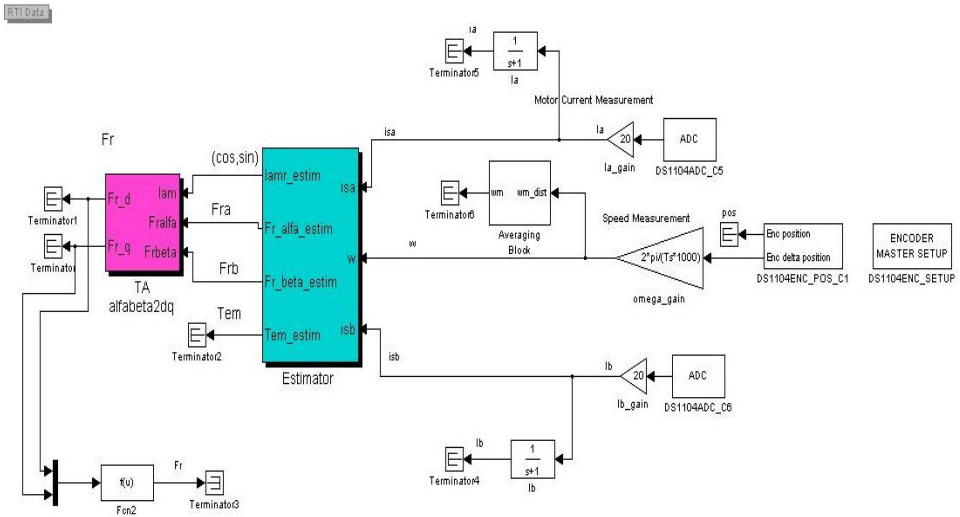 RTI Data
Ia
Terminator5
1
s+1
Ia
Motor Current Measurement
isa
Ia
20
Ia_gain
ADC
DS1104ADC_C5
Fr
(cos,sin)
Fr_d
Fr_q
lam
Fralfa
Frbeta
TA
alfabeta2dq
Terminator1
Terminator
Fra
Frb
Tem
Terminator2
lamr_estim
Fr_alfa_estim
Fr_beta_estim
Tem_estim
isa
w
isb
Estimator
Terminator6
wm
wm_dist
Averaging
Block
w
Speed Measurement
2*pi/(Ts*1000)
omega_gain
pos
Enc position
Enc delta position
DS1104ENC_POS_C1
ENCODER
MASTER SETUP
DS1104ENC_SETUP
isb
Ib
20
Ib_gain
ADC
DS1104ADC_C6
Ib
Terminator4
1
s+1
Ib
f(u)
Fcn2
Fr
Terminator3